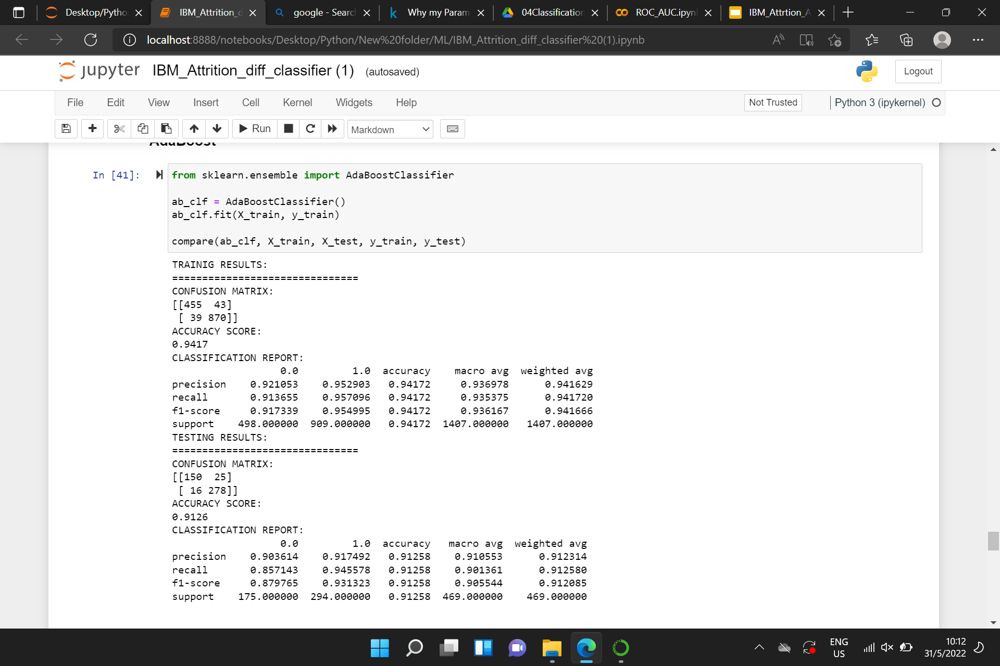 Desktop/Pytho
IBM_Attrition_d
google - Searc
Why my Param
04Classification
ROC_AUC.ipyn
IBM_Attrtion_A
localhost:8888/notebooks/Desktop/Python/New%20folder/ML/IBM_Attrition_diff_classifier%20(1).ipynb
jupyter IBM_Attrition_diff_classifier (1) (autosaved)
Logout
File Edit View Insert Cell Kernel Widgets Help
Not Trusted
Python 3 (ipykernel)
Run
Markdown
AdaBoost
In [41]:
from sklearn.ensemble import AdaBoostClassifier
ab_clf = AdaBoostClassifier()
ab_clf.fit(X_train, y_train)
compare(ab_clf, X_train, X_test, y_train, y_test)
TRAINIG RESULTS:
===============================
CONFUSION MATRIX:
[[455  43]
 [ 39 870]]
ACCURACY SCORE:
0.9417
CLASSIFICATION REPORT:
                  0.0         1.0  accuracy    macro avg  weighted avg
precision    0.921053    0.952903   0.94172     0.936978      0.941629
recall       0.913655    0.957096   0.94172     0.935375      0.941720
f1-score     0.917339    0.954995   0.94172     0.936167      0.941666
support    498.000000  909.000000   0.94172  1407.000000   1407.000000
TESTING RESULTS:
===============================
CONFUSION MATRIX:
[[150  25]
 [ 16 278]]
ACCURACY SCORE:
0.9126
CLASSIFICATION REPORT:
                  0.0         1.0  accuracy   macro avg  weighted avg
precision    0.903614    0.917492   0.91258    0.910553      0.912314
recall       0.857143    0.945578   0.91258    0.901361      0.912580
f1-score     0.879765    0.931323   0.91258    0.905544      0.912085
support    175.000000  294.000000   0.91258  469.000000    469.000000
ENG
US
10:12
31/5/2022